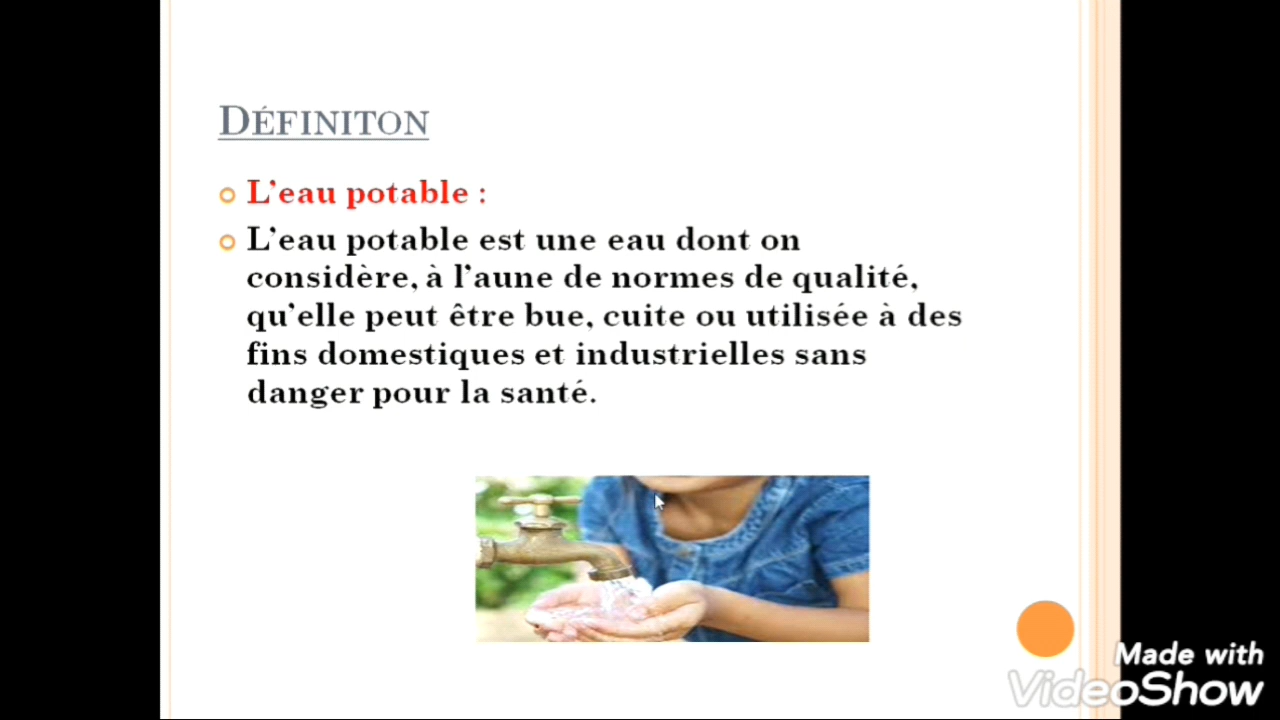 DÉFINITON
L'eau potable :
L'eau potable est une eau dont on
considère, à l'aune de normes de qualité,
qu'elle peut être bue, cuite ou utilisée à des
fins domestiques et industrielles sans
danger pour la santé.
Made with
VideoShow